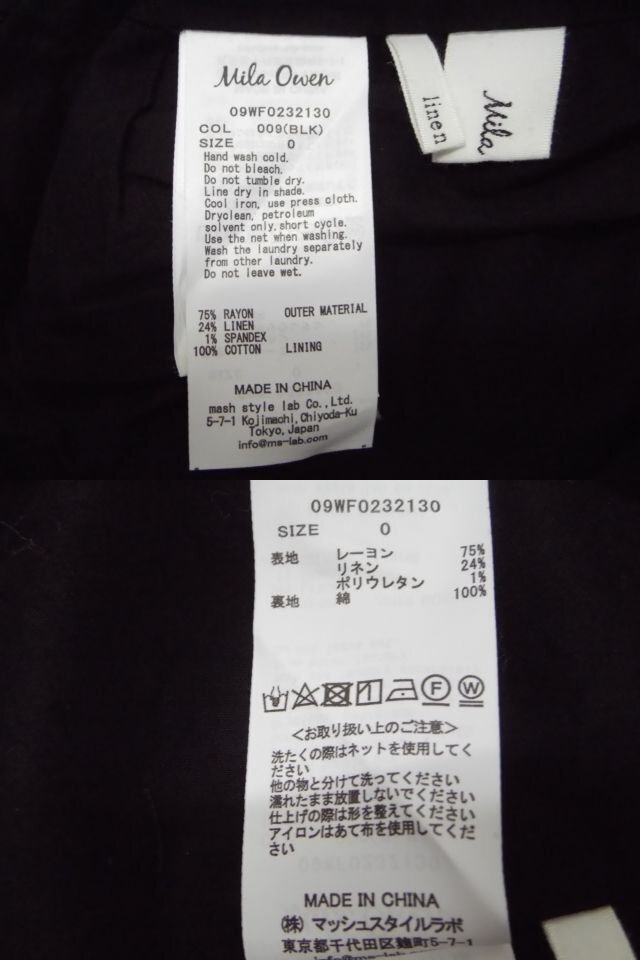 Mila Owen
09WF0232130
COL 009(BLK)
SIZE 0
Hand wash cold.
Do not bleach.
Do not tumble dry.
Line dry in shade.
Cool iron, use press cloth.
Dryclean, petroleum
solvent only, short cycle.
Use the net when washing.
Wash the laundry separately
from other laundry.
Do not leave wet.
75% RAYON OUTER MATERIAL
24% LINEN
1% SPANDEX
100% COTTON LINING
MADE IN CHINA
mash style lab Co., Ltd.
5-7-1 Kojimachi, Chiyoda-Ku
Tokyo, Japan
info@ms-lab.com
linen
Mila
09WF0232130
SIZE 0
表地 レーヨン 75%
リネン 24%
ポリウレタン 1%
裏地 綿 100%
F W
＜お取り扱い上のご注意＞
洗たくの際はネットを使用してく
ださい
他の物と分けて洗ってください
濡れたまま放置しないでください
仕上げの際は形を整えてください
アイロンはあて布を使用してくだ
さい
MADE IN CHINA
(株) マッシュスタイルラボ
東京都千代田区麹町5-7-1